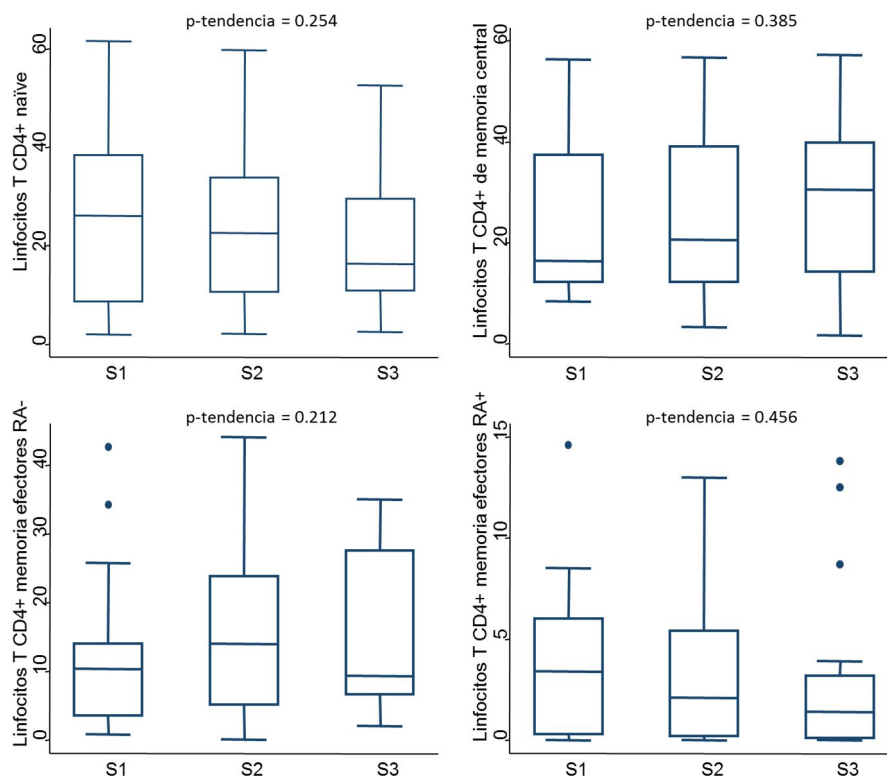 p-tendencia = 0.254
Linfocitos T CD4+ naïve
60
40
20
0
S1 S2 S3
p-tendencia = 0.385
Linfocitos T CD4+ de memoria central
60
40
20
0
S1 S2 S3
p-tendencia = 0.212
Linfocitos T CD4+ memoria efectores RA-
40
30
20
10
0
S1 S2 S3
p-tendencia = 0.456
Linfocitos T CD4+ memoria efectores RA+
15
10
5
0
S1 S2 S3